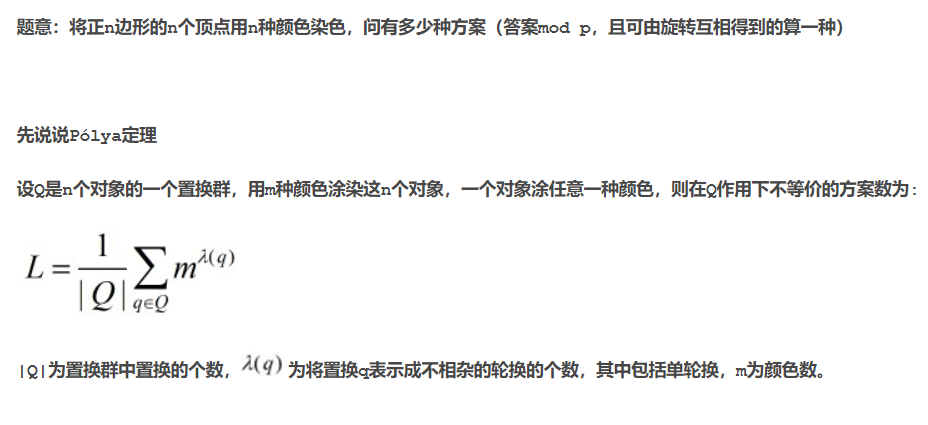 题意：将正n边形的n个顶点用n种颜色染色，问有多少种方案（答案mod p，且可由旋转互相得到的算一种）
先说说Pólya定理
设Q是n个对象的一个置换群，用m种颜色涂染这n个对象，一个对象涂任意一种颜色，则在Q作用下不等价的方案数为：
L = 1/|Q| ∑_{q∈Q} m^{λ(q)}
|Q|为置换群中置换的个数，λ(q) 为将置换q表示成不相杂的轮换的个数，其中包括单轮换，m为颜色数。